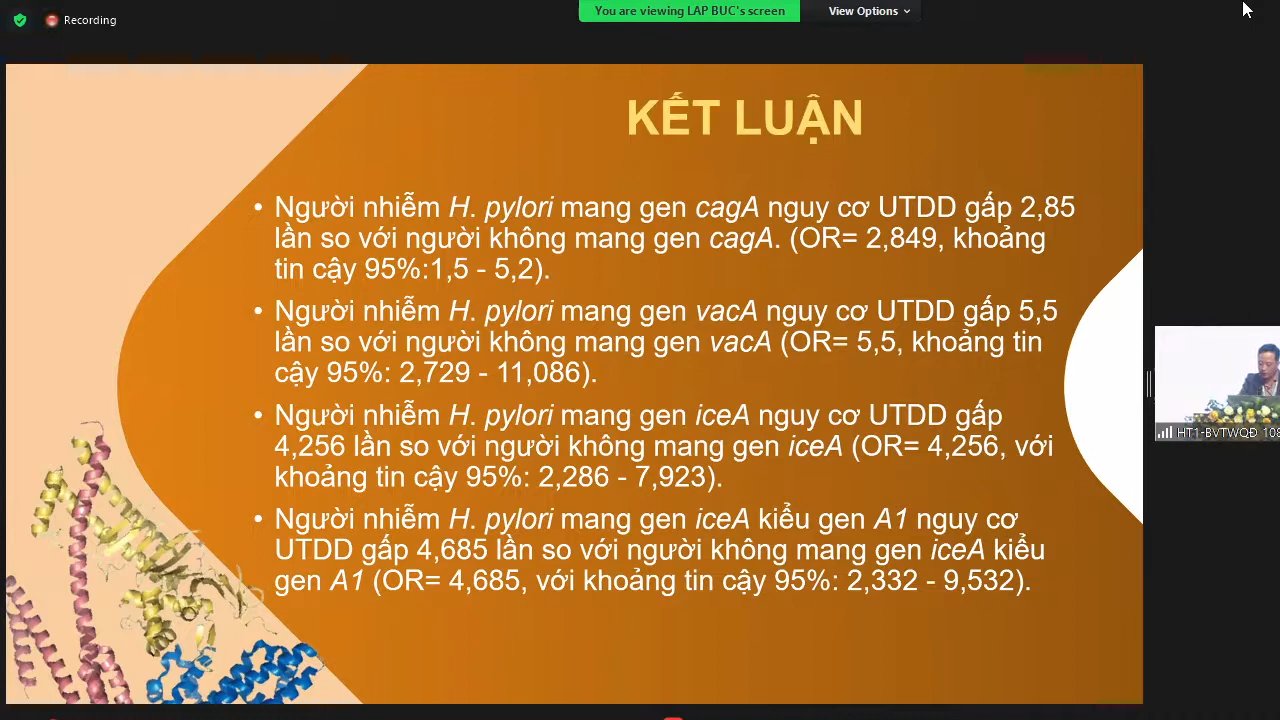 Recording
You are viewing LAP BUC's screen
View Options
KẾT LUẬN
• Người nhiễm H. pylori mang gen cagA nguy cơ UTDD gấp 2,85
lần so với người không mang gen cagA. (OR= 2,849, khoảng
tin cậy 95%:1,5 - 5,2).
• Người nhiễm H. pylori mang gen vacA nguy cơ UTDD gấp 5,5
lần so với người không mang gen vacA (OR= 5,5, khoảng tin
cậy 95%: 2,729 - 11,086).
• Người nhiễm H. pylori mang gen iceA nguy cơ UTDD gấp
4,256 lần so với người không mang gen iceA (OR= 4,256, với
khoảng tin cậy 95%: 2,286 - 7,923).
• Người nhiễm H. pylori mang gen iceA kiểu gen A1 nguy cơ
UTDD gấp 4,685 lần so với người không mang gen iceA kiểu
gen A1 (OR= 4,685, với khoảng tin cậy 95%: 2,332 - 9,532).
HT1-BVTWQĐ 108